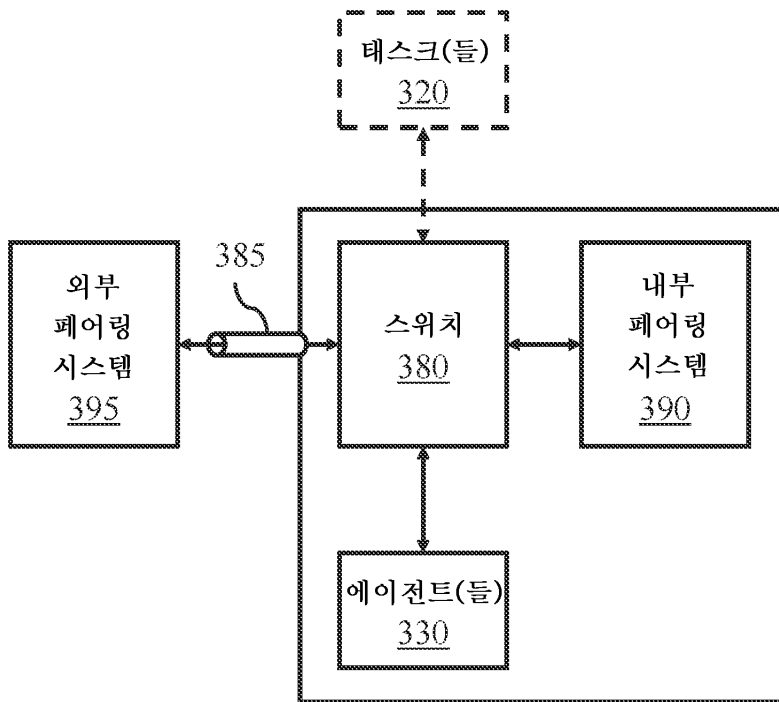 태스크(들)
320
385
외부
페어링
시스템
395
스위치
380
내부
페어링
시스템
390
에이전트(들)
330